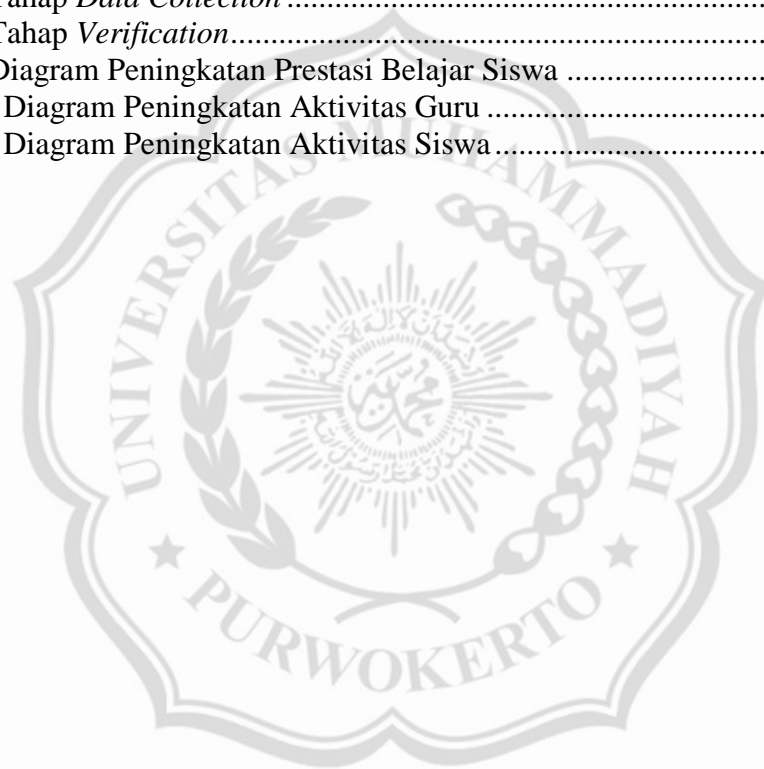 Tahap Data Collection ........................................................
Tahap Verification................................................................
Diagram Peningkatan Prestasi Belajar Siswa ......................
Diagram Peningkatan Aktivitas Guru ................................
Diagram Peningkatan Aktivitas Siswa...............................
UNIVERSITAS MUHAMMADIYAH
PURWOKERTO